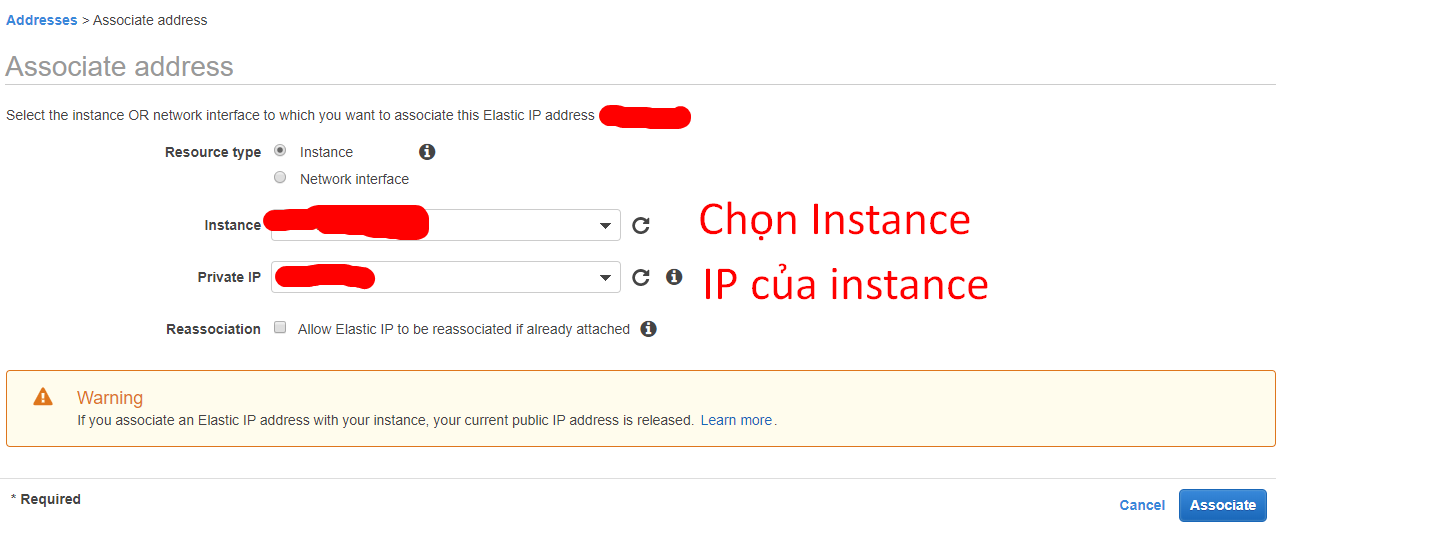 Addresses > Associate address
Associate address
Select the instance OR network interface to which you want to associate this Elastic IP address
Resource type Instance
Network interface
Instance Chọn Instance
Private IP IP của instance
Reassociation Allow Elastic IP to be reassociated if already attached
Warning
If you associate an Elastic IP address with your instance, your current public IP address is released. Learn more.
* Required
Cancel Associate